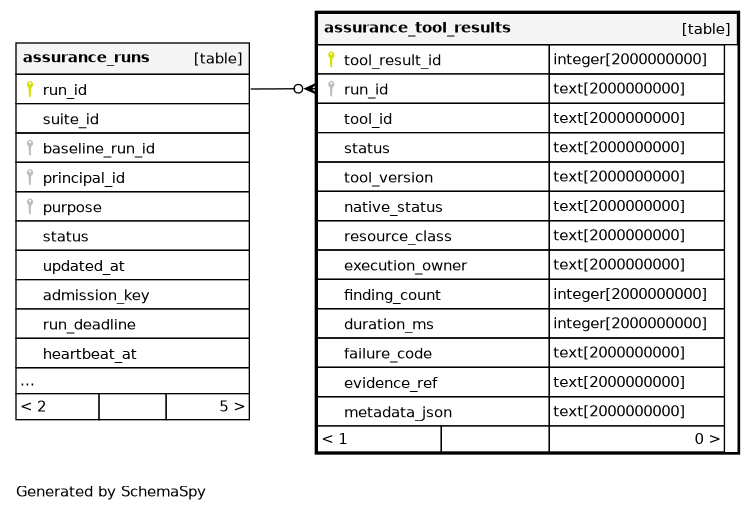 assurance_runs [table]
run_id
suite_id
baseline_run_id
principal_id
purpose
status
updated_at
admission_key
run_deadline
heartbeat_at
...
< 2 5 >
assurance_tool_results [table]
tool_result_id integer[2000000000]
run_id text[2000000000]
tool_id text[2000000000]
status text[2000000000]
tool_version text[2000000000]
native_status text[2000000000]
resource_class text[2000000000]
execution_owner text[2000000000]
finding_count integer[2000000000]
duration_ms integer[2000000000]
failure_code text[2000000000]
evidence_ref text[2000000000]
metadata_json text[2000000000]
< 1 0 >
Generated by SchemaSpy